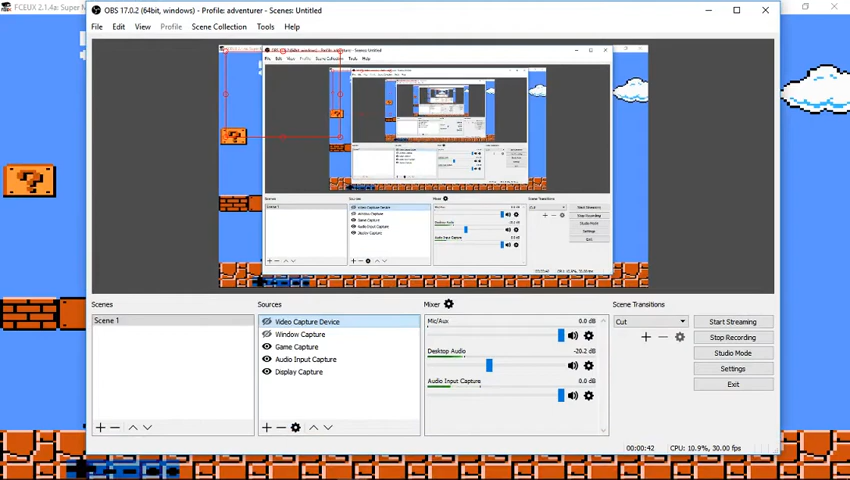 FCEUX 2.1.4a: Super M
OBS 17.0.2 (64bit, windows) - Profile: adventurer - Scenes: Untitled
File Edit View Profile Scene Collection Tools Help
Scenes
Sources
Mixer
Scene Transitions
Scene 1
Video Capture Device
Window Capture
Game Capture
Audio Input Capture
Display Capture
Mic/Aux 0.0 dB
Desktop Audio -20.2 dB
Audio Input Capture 0.0 dB
Cut
Start Streaming
Stop Recording
Studio Mode
Settings
Exit
00:00:42 CPU: 10.9%, 30.00 fps